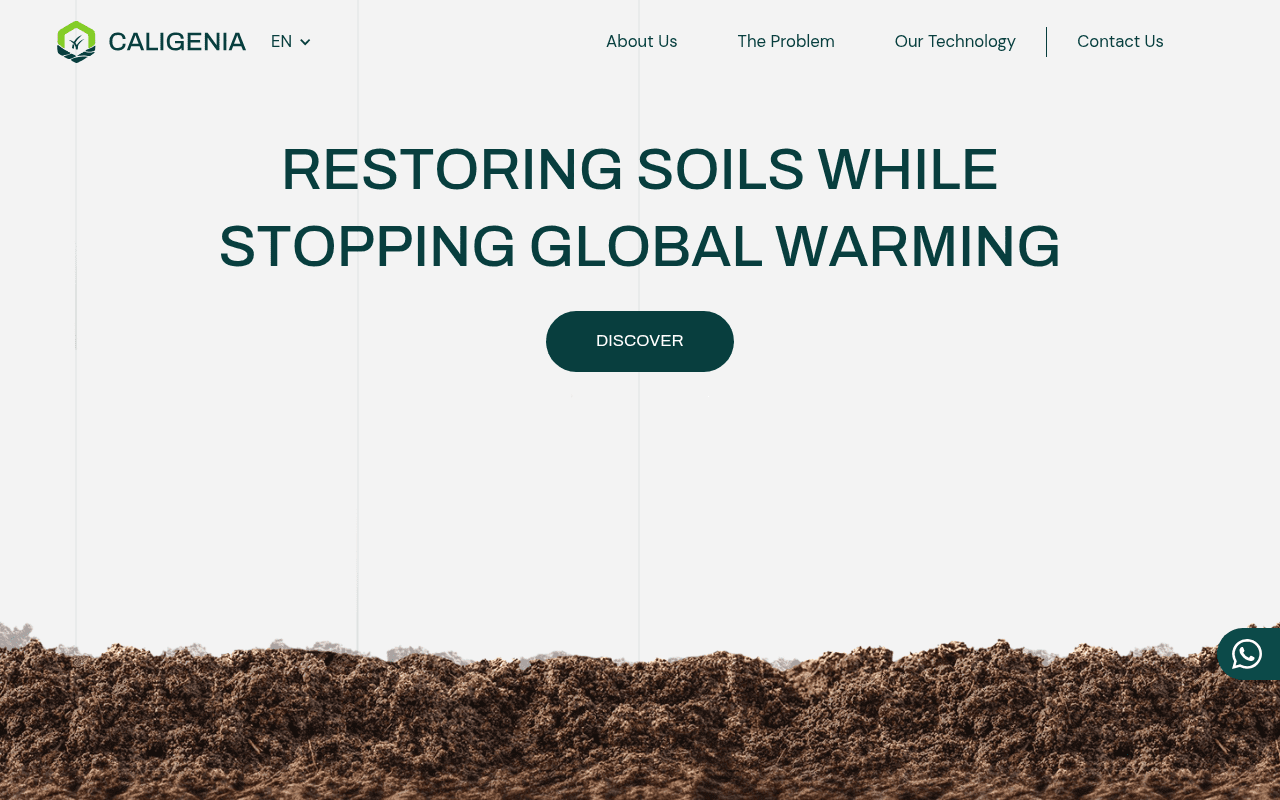 CALIGENIA
EN
About Us
The Problem
Our Technology
Contact Us
RESTORING SOILS WHILE
STOPPING GLOBAL WARMING
DISCOVER